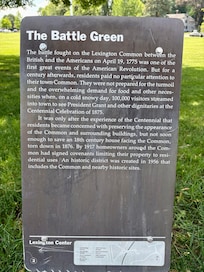 The Battle Green
The battle fought on the Lexington Common between the
British and the Americans on April 19, 1775 was one of the
first great events of the American Revolution. But for a
century afterwards, residents paid no particular attention to
their town Common. They were not prepared for the turmoil
and the overwhelming demand for food and other neces-
sities when, on a cold snowy day, 100,000 visitors streamed
into town to see President Grant and other dignitaries at the
Centennial Celebration of 1875.
It was only after the experience of the Centennial that
residents became concerned with preserving the appearance
of the Common and surrounding buildings, but not soon
enough to save an 18th century house facing the Common,
torn down in 1876. By 1917 homeowners around the Com-
mon had signed covenants limiting their property to resi-
dential uses. An historic district was created in 1956 that
includes the Common and nearby historic sites.
Lexington Center